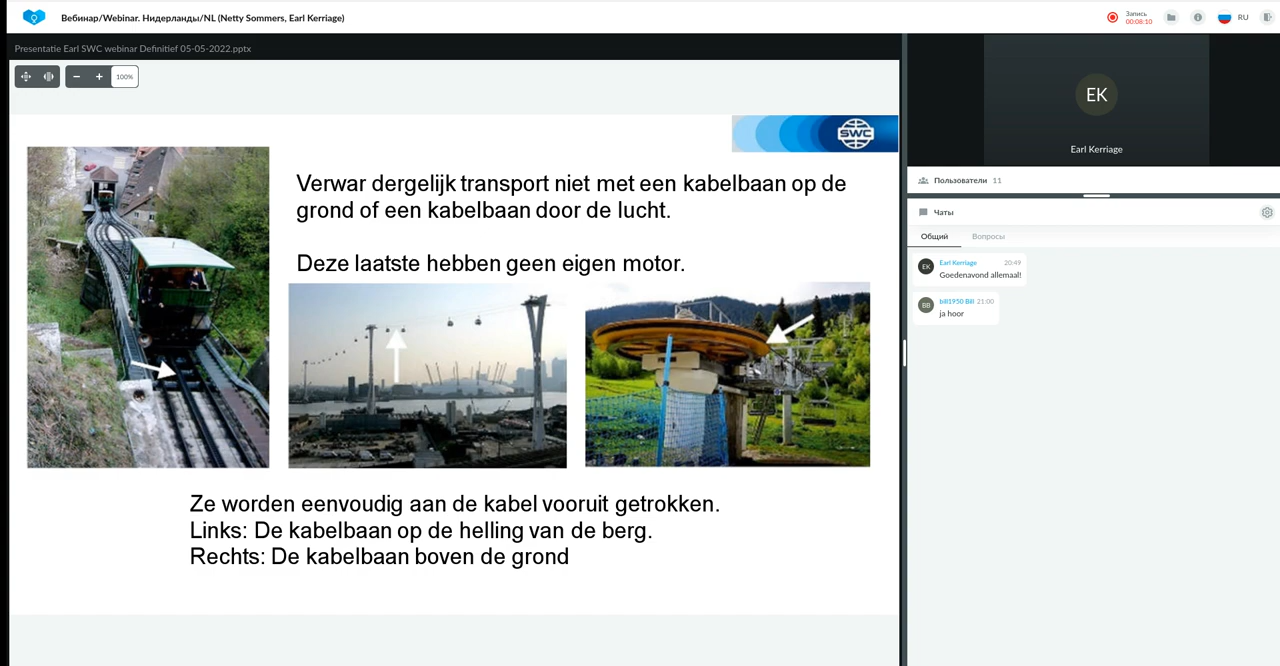 Вебинар/Webinar. Нидерланды/NL (Netty Sommers, Earl Kerriage)
Запись
00:08:10
RU
Presentatie Earl SWC webinar Definitief 05-05-2022.pptx
100%
SWC
Verwar dergelijk transport niet met een kabelbaan op de
grond of een kabelbaan door de lucht.
Deze laatste hebben geen eigen motor.
Ze worden eenvoudig aan de kabel vooruit getrokken.
Links: De kabelbaan op de helling van de berg.
Rechts: De kabelbaan boven de grond
EK
Earl Kerriage
Пользователи 11
Чаты
Общий Вопросы
EK
Earl Kerriage 20:49
Goedenavond allemaal!
BB
bill1950 Bill 21:00
ja hoor